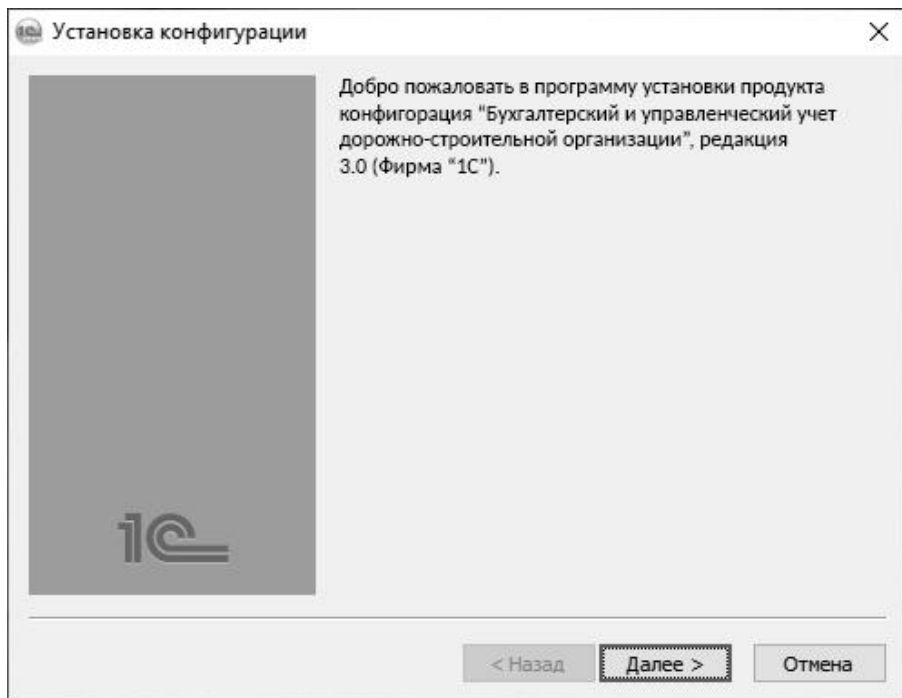 Установка конфигурации
Добро пожаловать в программу установки продукта
конфигорация “Бухгалтерский и управленческий учет
дорожно-строительной организации”, редакция
3.0 (Фирма “1С”).
1С
< Назад Далее > Отмена